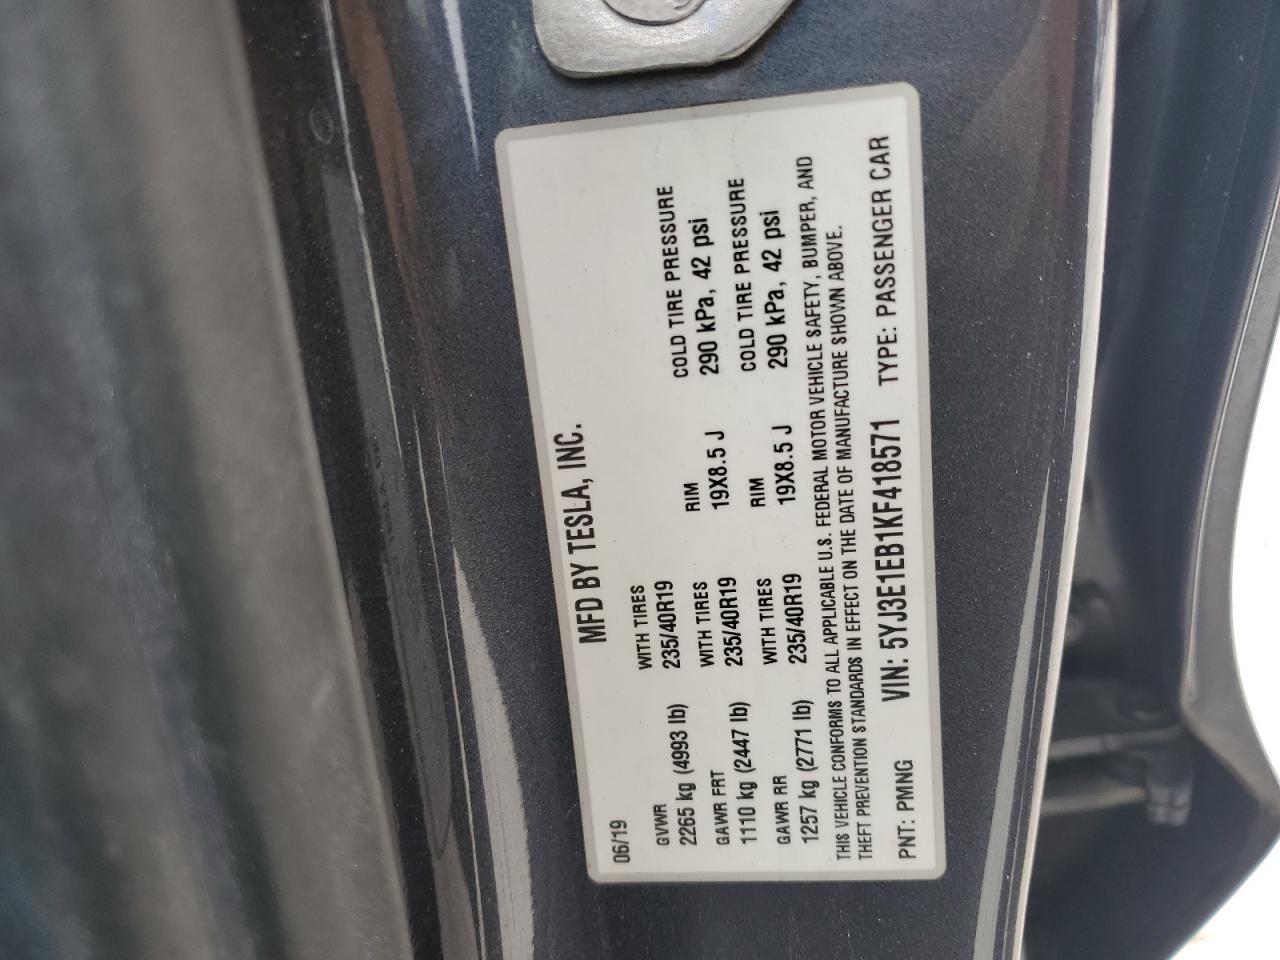 MFD BY TESLA, INC.
06/19
GVWR WITH TIRES RIM COLD TIRE PRESSURE
2265 kg (4993 lb) 235/40R19 19X8.5 J 290 kPa, 42 psi
GAWR FRT WITH TIRES RIM COLD TIRE PRESSURE
1110 kg (2447 lb) 235/40R19 19X8.5 J 290 kPa, 42 psi
GAWR RR WITH TIRES
1257 kg (2771 lb) 235/40R19
THIS VEHICLE CONFORMS TO ALL APPLICABLE U.S. FEDERAL MOTOR VEHICLE SAFETY, BUMPER, AND
THEFT PREVENTION STANDARDS IN EFFECT ON THE DATE OF MANUFACTURE SHOWN ABOVE.
PNT: PMNG VIN: 5YJ3E1EB1KF418571 TYPE: PASSENGER CAR